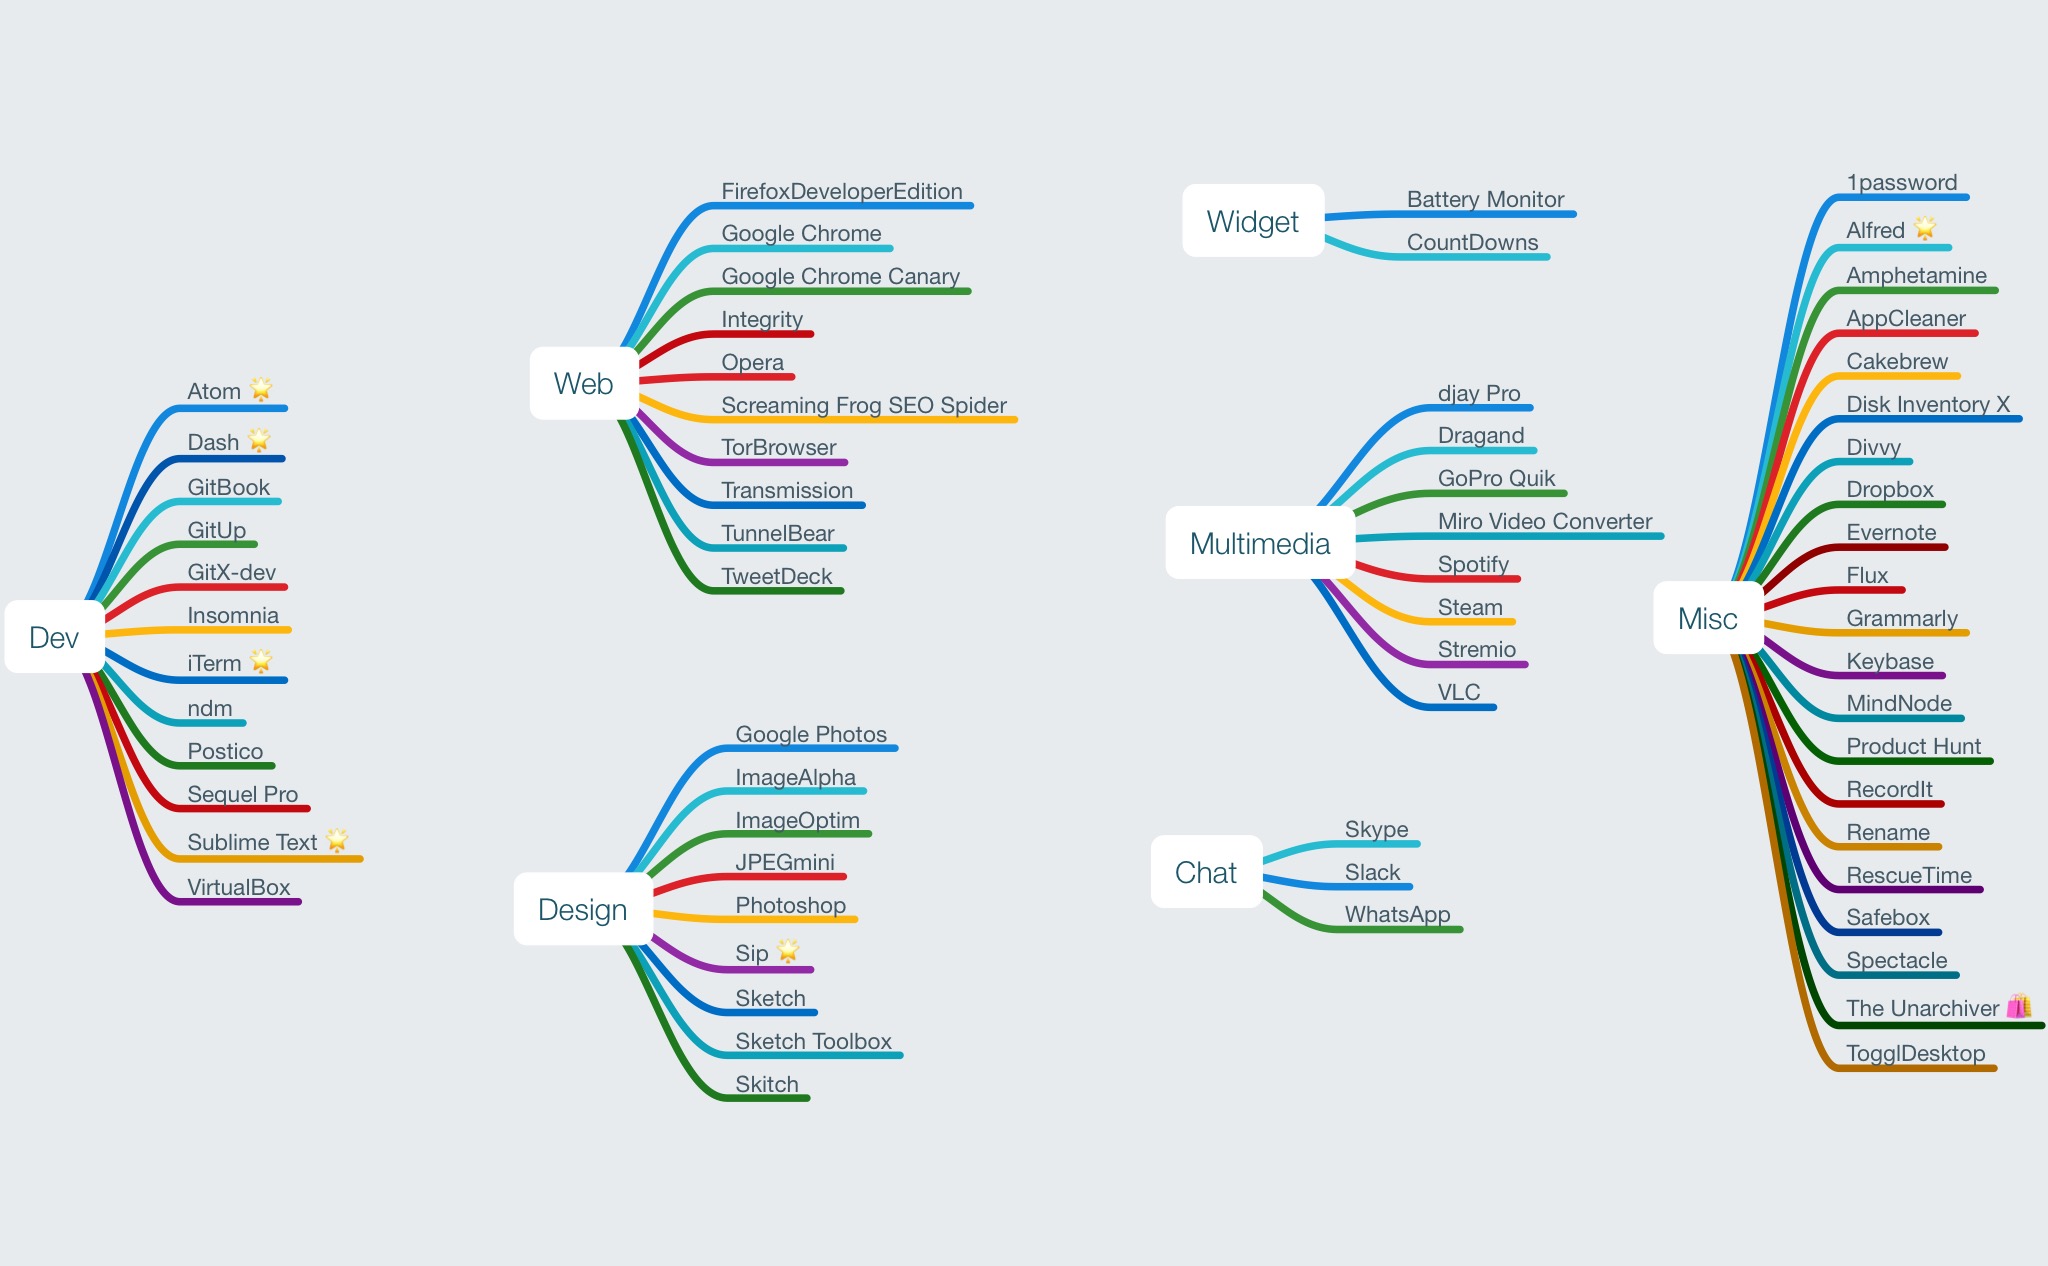 Dev
Atom 🌟
Dash 🌟
GitBook
GitUp
GitX-dev
Insomnia
iTerm 🌟
ndm
Postico
Sequel Pro
Sublime Text 🌟
VirtualBox
Web
FirefoxDeveloperEdition
Google Chrome
Google Chrome Canary
Integrity
Opera
Screaming Frog SEO Spider
TorBrowser
Transmission
TunnelBear
TweetDeck
Design
Google Photos
ImageAlpha
ImageOptim
JPEGmini
Photoshop
Sip 🌟
Sketch
Sketch Toolbox
Skitch
Widget
Battery Monitor
CountDowns
Multimedia
djay Pro
Dragand
GoPro Quik
Miro Video Converter
Spotify
Steam
Stremio
VLC
Chat
Skype
Slack
WhatsApp
Misc
1password
Alfred 🌟
Amphetamine
AppCleaner
Cakebrew
Disk Inventory X
Divvy
Dropbox
Evernote
Flux
Grammarly
Keybase
MindNode
Product Hunt
RecordIt
Rename
RescueTime
Safebox
Spectacle
The Unarchiver 🛍️
TogglDesktop